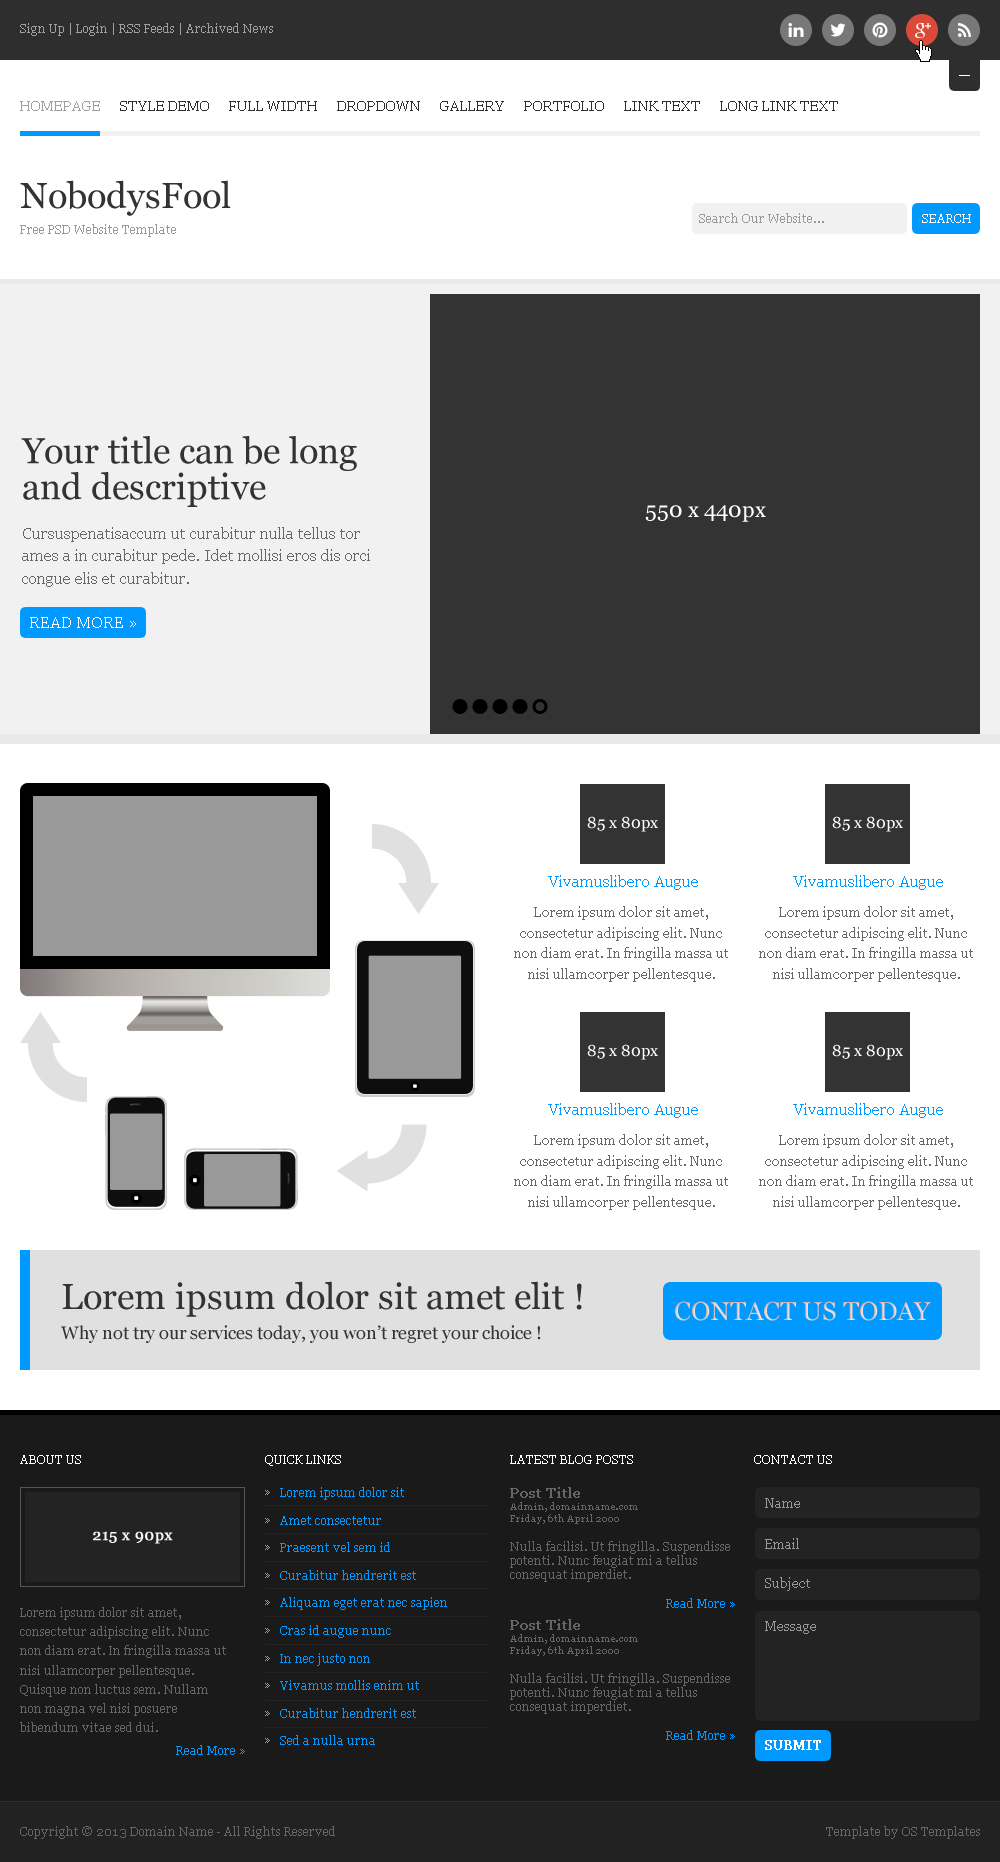 Sign Up | Login | RSS Feeds | Archived News
HOMEPAGE STYLE DEMO FULL WIDTH DROPDOWN GALLERY PORTFOLIO LINK TEXT LONG LINK TEXT
NobodysFool
Free PSD Website Template
Search Our Website... SEARCH
Your title can be long
and descriptive
Cursuspenatisaccum ut curabitur nulla tellus tor
ames a in curabitur pede. Idet mollisi eros dis orci
congue elis et curabitur.
READ MORE »
550 x 440px
85 x 80px
Vivamuslibero Augue
Lorem ipsum dolor sit amet,
consectetur adipiscing elit. Nunc
non diam erat. In fringilla massa ut
nisi ullamcorper pellentesque.
85 x 80px
Vivamuslibero Augue
Lorem ipsum dolor sit amet,
consectetur adipiscing elit. Nunc
non diam erat. In fringilla massa ut
nisi ullamcorper pellentesque.
85 x 80px
Vivamuslibero Augue
Lorem ipsum dolor sit amet,
consectetur adipiscing elit. Nunc
non diam erat. In fringilla massa ut
nisi ullamcorper pellentesque.
85 x 80px
Vivamuslibero Augue
Lorem ipsum dolor sit amet,
consectetur adipiscing elit. Nunc
non diam erat. In fringilla massa ut
nisi ullamcorper pellentesque.
Lorem ipsum dolor sit amet elit !
Why not try our services today, you won't regret your choice !
CONTACT US TODAY
ABOUT US
215 x 90px
Lorem ipsum dolor sit amet,
consectetur adipiscing elit. Nunc
non diam erat. In fringilla massa ut
nisi ullamcorper pellentesque.
Quisque non luctus sem. Nullam
non magna vel nisi posuere
bibendum vitae sed dui.
Read More »
QUICK LINKS
» Lorem ipsum dolor sit
» Amet consectetur
» Praesent vel sem id
» Curabitur hendrerit est
» Aliquam eget erat nec sapien
» Cras id augue nunc
» In nec justo non
» Vivamus mollis enim ut
» Curabitur hendrerit est
» Sed a nulla urna
LATEST BLOG POSTS
Post Title
Admin, domainname.com
Friday, 6th April 2000
Nulla facilisi. Ut fringilla. Suspendisse
potenti. Nunc feugiat mi a tellus
consequat imperdiet.
Read More »
Post Title
Admin, domainname.com
Friday, 6th April 2000
Nulla facilisi. Ut fringilla. Suspendisse
potenti. Nunc feugiat mi a tellus
consequat imperdiet.
Read More »
CONTACT US
Name
Email
Subject
Message
SUBMIT
Copyright © 2013 Domain Name - All Rights Reserved
Template by OS Templates